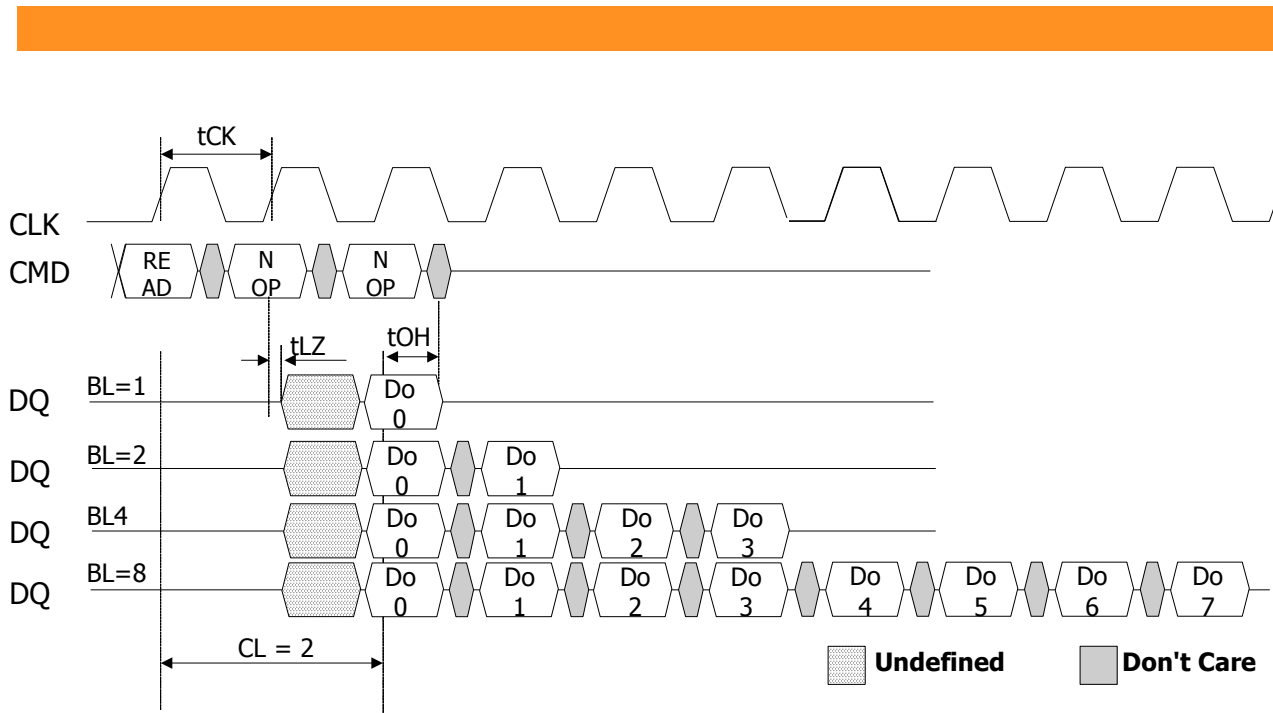 tCK
CLK
CMD
RE
AD
N
OP
N
OP
tLZ
tOH
DQ
BL=1
Do
0
DQ
BL=2
Do
0
Do
1
DQ
BL4
Do
0
Do
1
Do
2
Do
3
DQ
BL=8
Do
0
Do
1
Do
2
Do
3
Do
4
Do
5
Do
6
Do
7
CL = 2
Undefined
Don't Care